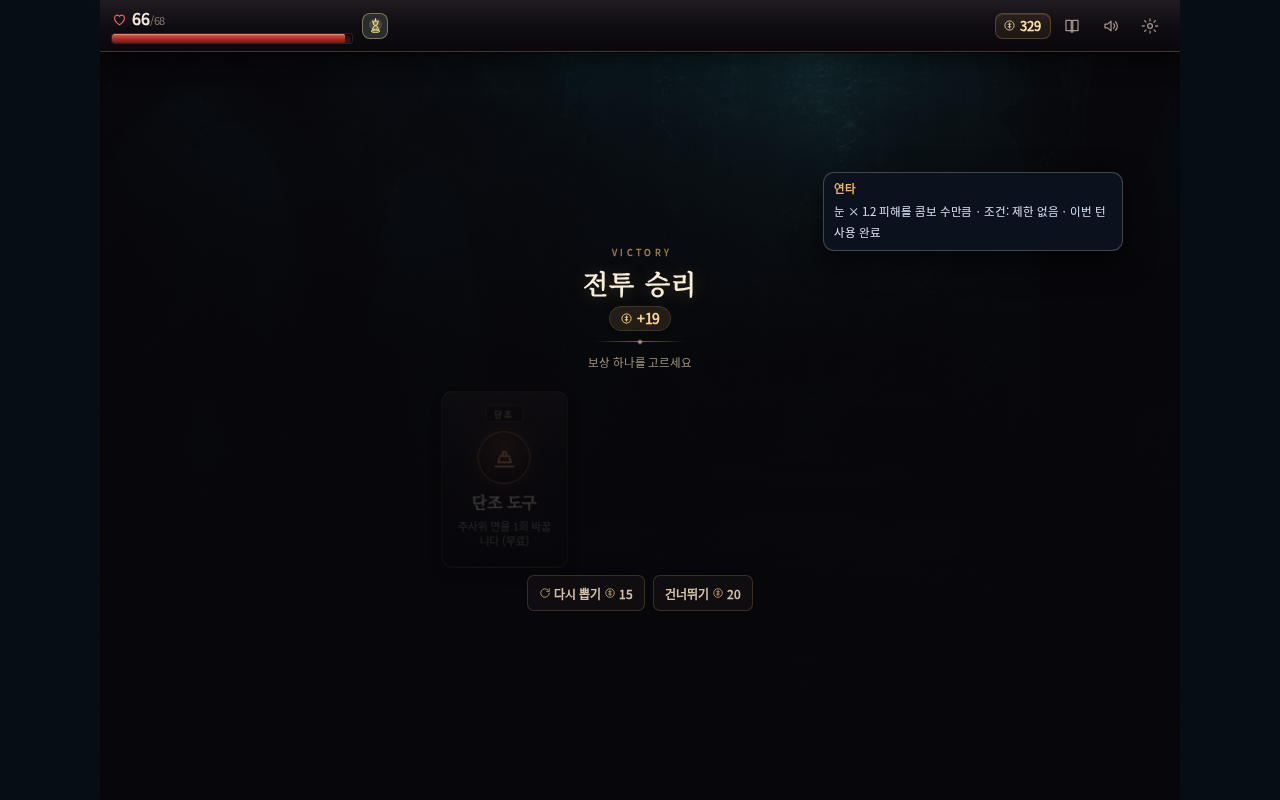 66/68
329
연타
눈 × 1.2 피해를 콤보 수만큼 · 조건: 제한 없음 · 이번 턴
사용 완료
VICTORY
전투 승리
+19
보상 하나를 고르세요
단조
단조 도구
주사위 면을 1회 바꿉
니다 (무료)
다시 뽑기 15
건너뛰기 20